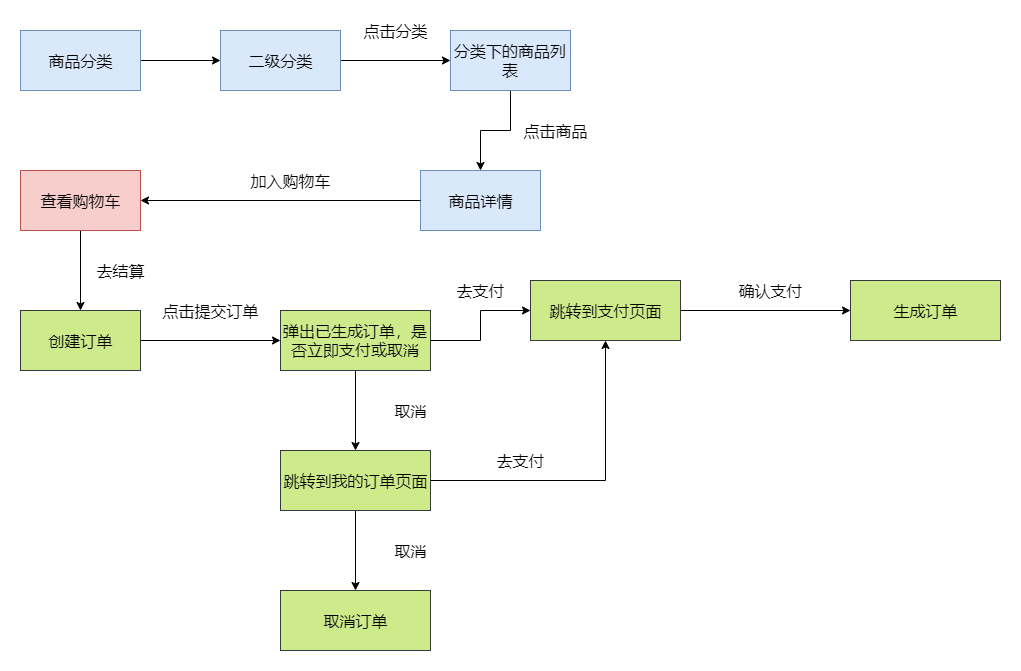 点击分类
商品分类
二级分类
分类下的商品列
表
点击商品
加入购物车
查看购物车
商品详情
去结算
点击提交订单
去支付
确认支付
创建订单
弹出已生成订单，是
否立即支付或取消
跳转到支付页面
生成订单
取消
去支付
跳转到我的订单页面
取消
取消订单